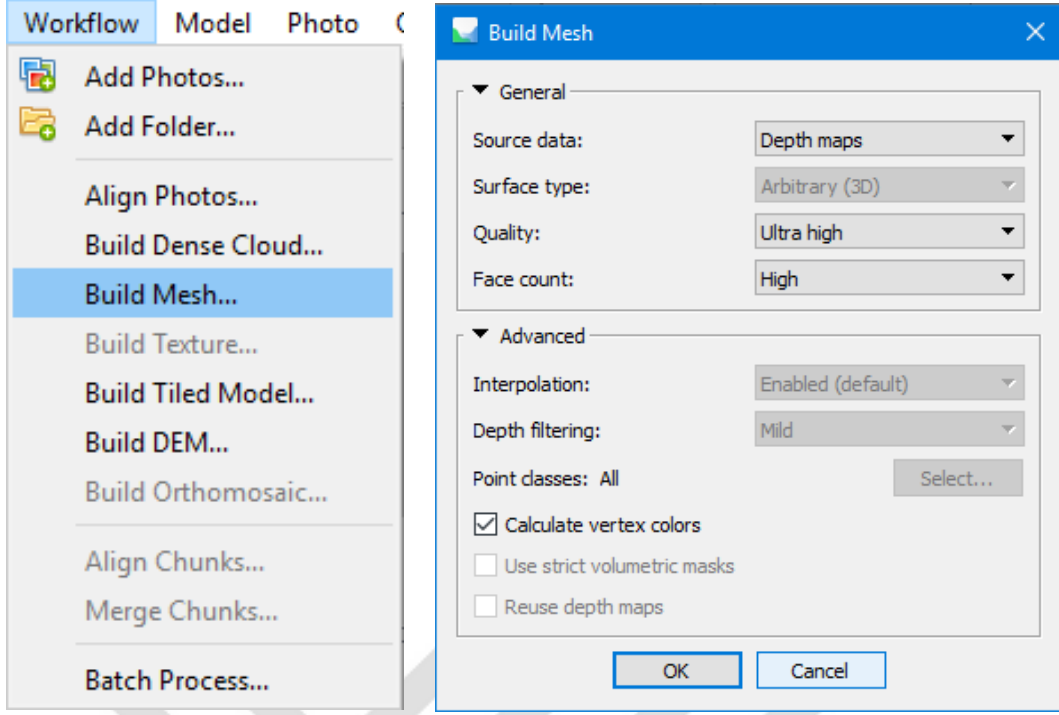 Workflow Model Photo
Add Photos...
Add Folder...
Align Photos...
Build Dense Cloud...
Build Mesh...
Build Texture...
Build Tiled Model...
Build DEM...
Build Orthomosaic...
Align Chunks...
Merge Chunks...
Batch Process...
Build Mesh
General
Source data: Depth maps
Surface type: Arbitrary (3D)
Quality: Ultra high
Face count: High
Advanced
Interpolation: Enabled (default)
Depth filtering: Mild
Point classes: All Select...
Calculate vertex colors
Use strict volumetric masks
Reuse depth maps
OK Cancel